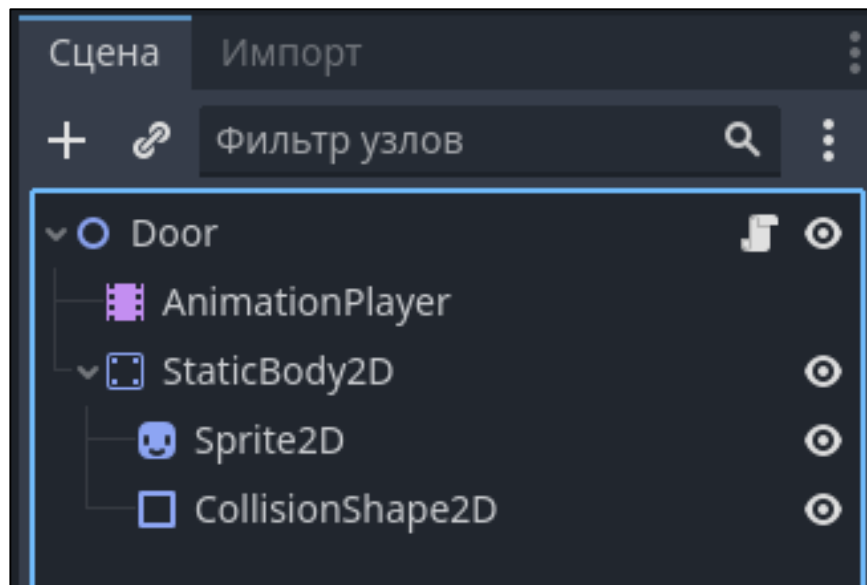 Сцена Импорт
Фильтр узлов
Door
AnimationPlayer
StaticBody2D
Sprite2D
CollisionShape2D